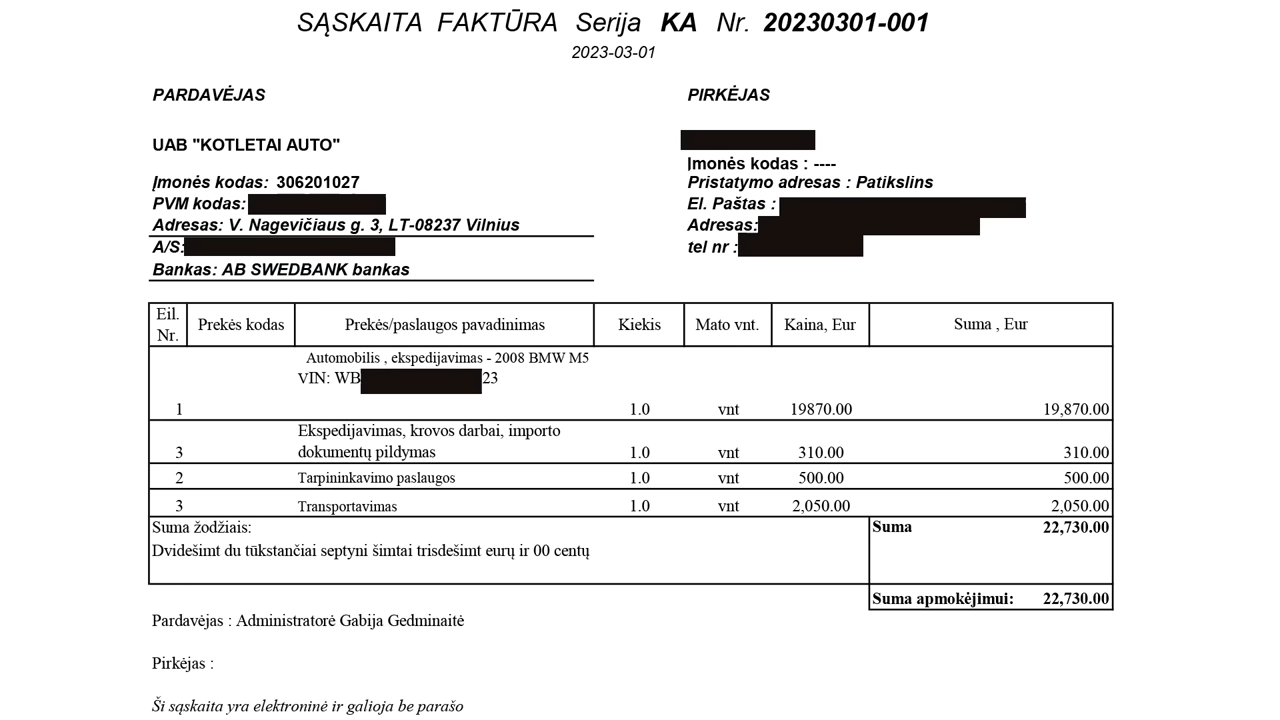 SĄSKAITA FAKTŪRA Serija KA Nr. 20230301-001
2023-03-01
PARDAVĖJAS
UAB "KOTLETAI AUTO"
Įmonės kodas: 306201027
PVM kodas:
Adresas: V. Nagevičiaus g. 3, LT-08237 Vilnius
A/S:
Bankas: AB SWEDBANK bankas
PIRKĖJAS
Įmonės kodas : ----
Pristatymo adresas : Patikslins
El. Paštas :
Adresas:
tel nr :
Eil. Nr. Prekės kodas Prekės/paslaugos pavadinimas Kiekis Mato vnt. Kaina, Eur Suma , Eur
Automobilis , ekspedijavimas - 2008 BMW M5
VIN: WB 23
1 1.0 vnt 19870.00 19,870.00
Ekspedijavimas, krovos darbai, importo
3 dokumentų pildymas 1.0 vnt 310.00 310.00
2 Tarpininkavimo paslaugos 1.0 vnt 500.00 500.00
3 Transportavimas 1.0 vnt 2,050.00 2,050.00
Suma žodžiais: Suma 22,730.00
Dvidešimt du tūkstančiai septyni šimtai trisdešimt eurų ir 00 centų
Suma apmokėjimui: 22,730.00
Pardavėjas : Administratorė Gabija Gedminaitė
Pirkėjas :
Ši sąskaita yra elektroninė ir galioja be parašo